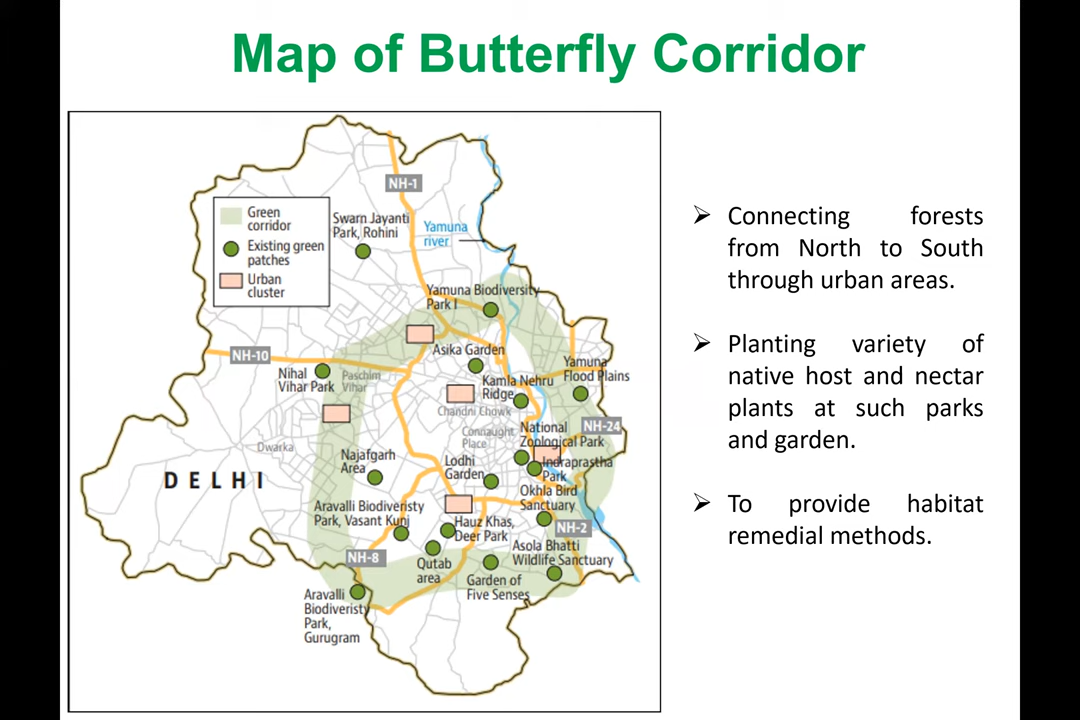 Map of Butterfly Corridor
NH-1
Green
corridor
Existing green
patches
Urban
cluster
Swarn Jayanti
Park, Rohini
Yamuna
river
Yamuna Biodiversity
Park I
NH-10
Asika Garden
Nihal
Vihar Park
Paschim
Vihar
Kamla Nehru
Ridge
Yamuna
Flood Plains
Chandni Chowk
Connaught
Place
National
Zoological Park
NH-24
Dwarka
DELHI
Najafgarh
Area
Lodhi
Garden
Indraprastha
Park
Okhla Bird
Sanctuary
Aravalli Biodiveristy
Park, Vasant Kunj
Hauz Khas,
Deer Park
NH-2
NH-8
Qutab
area
Asola Bhatti
Wildlife Sanctuary
Garden of
Five Senses
Aravalli
Biodiveristy
Park,
Gurugram
➢ Connecting forests
from North to South
through urban areas.
➢ Planting variety of
native host and nectar
plants at such parks
and garden.
➢ To provide habitat
remedial methods.